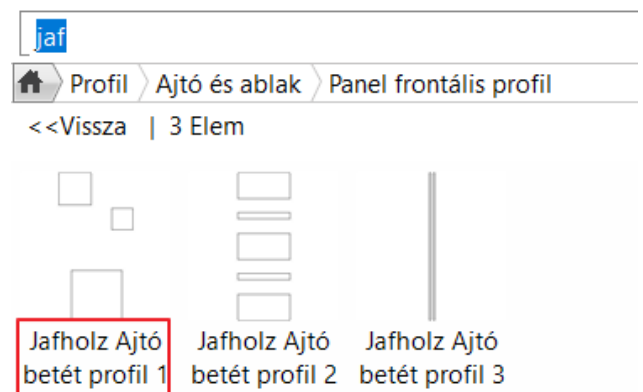 jaf
Profil Ajtó és ablak Panel frontális profil
<<Vissza | 3 Elem
Jafholz Ajtó betét profil 1
Jafholz Ajtó betét profil 2
Jafholz Ajtó betét profil 3